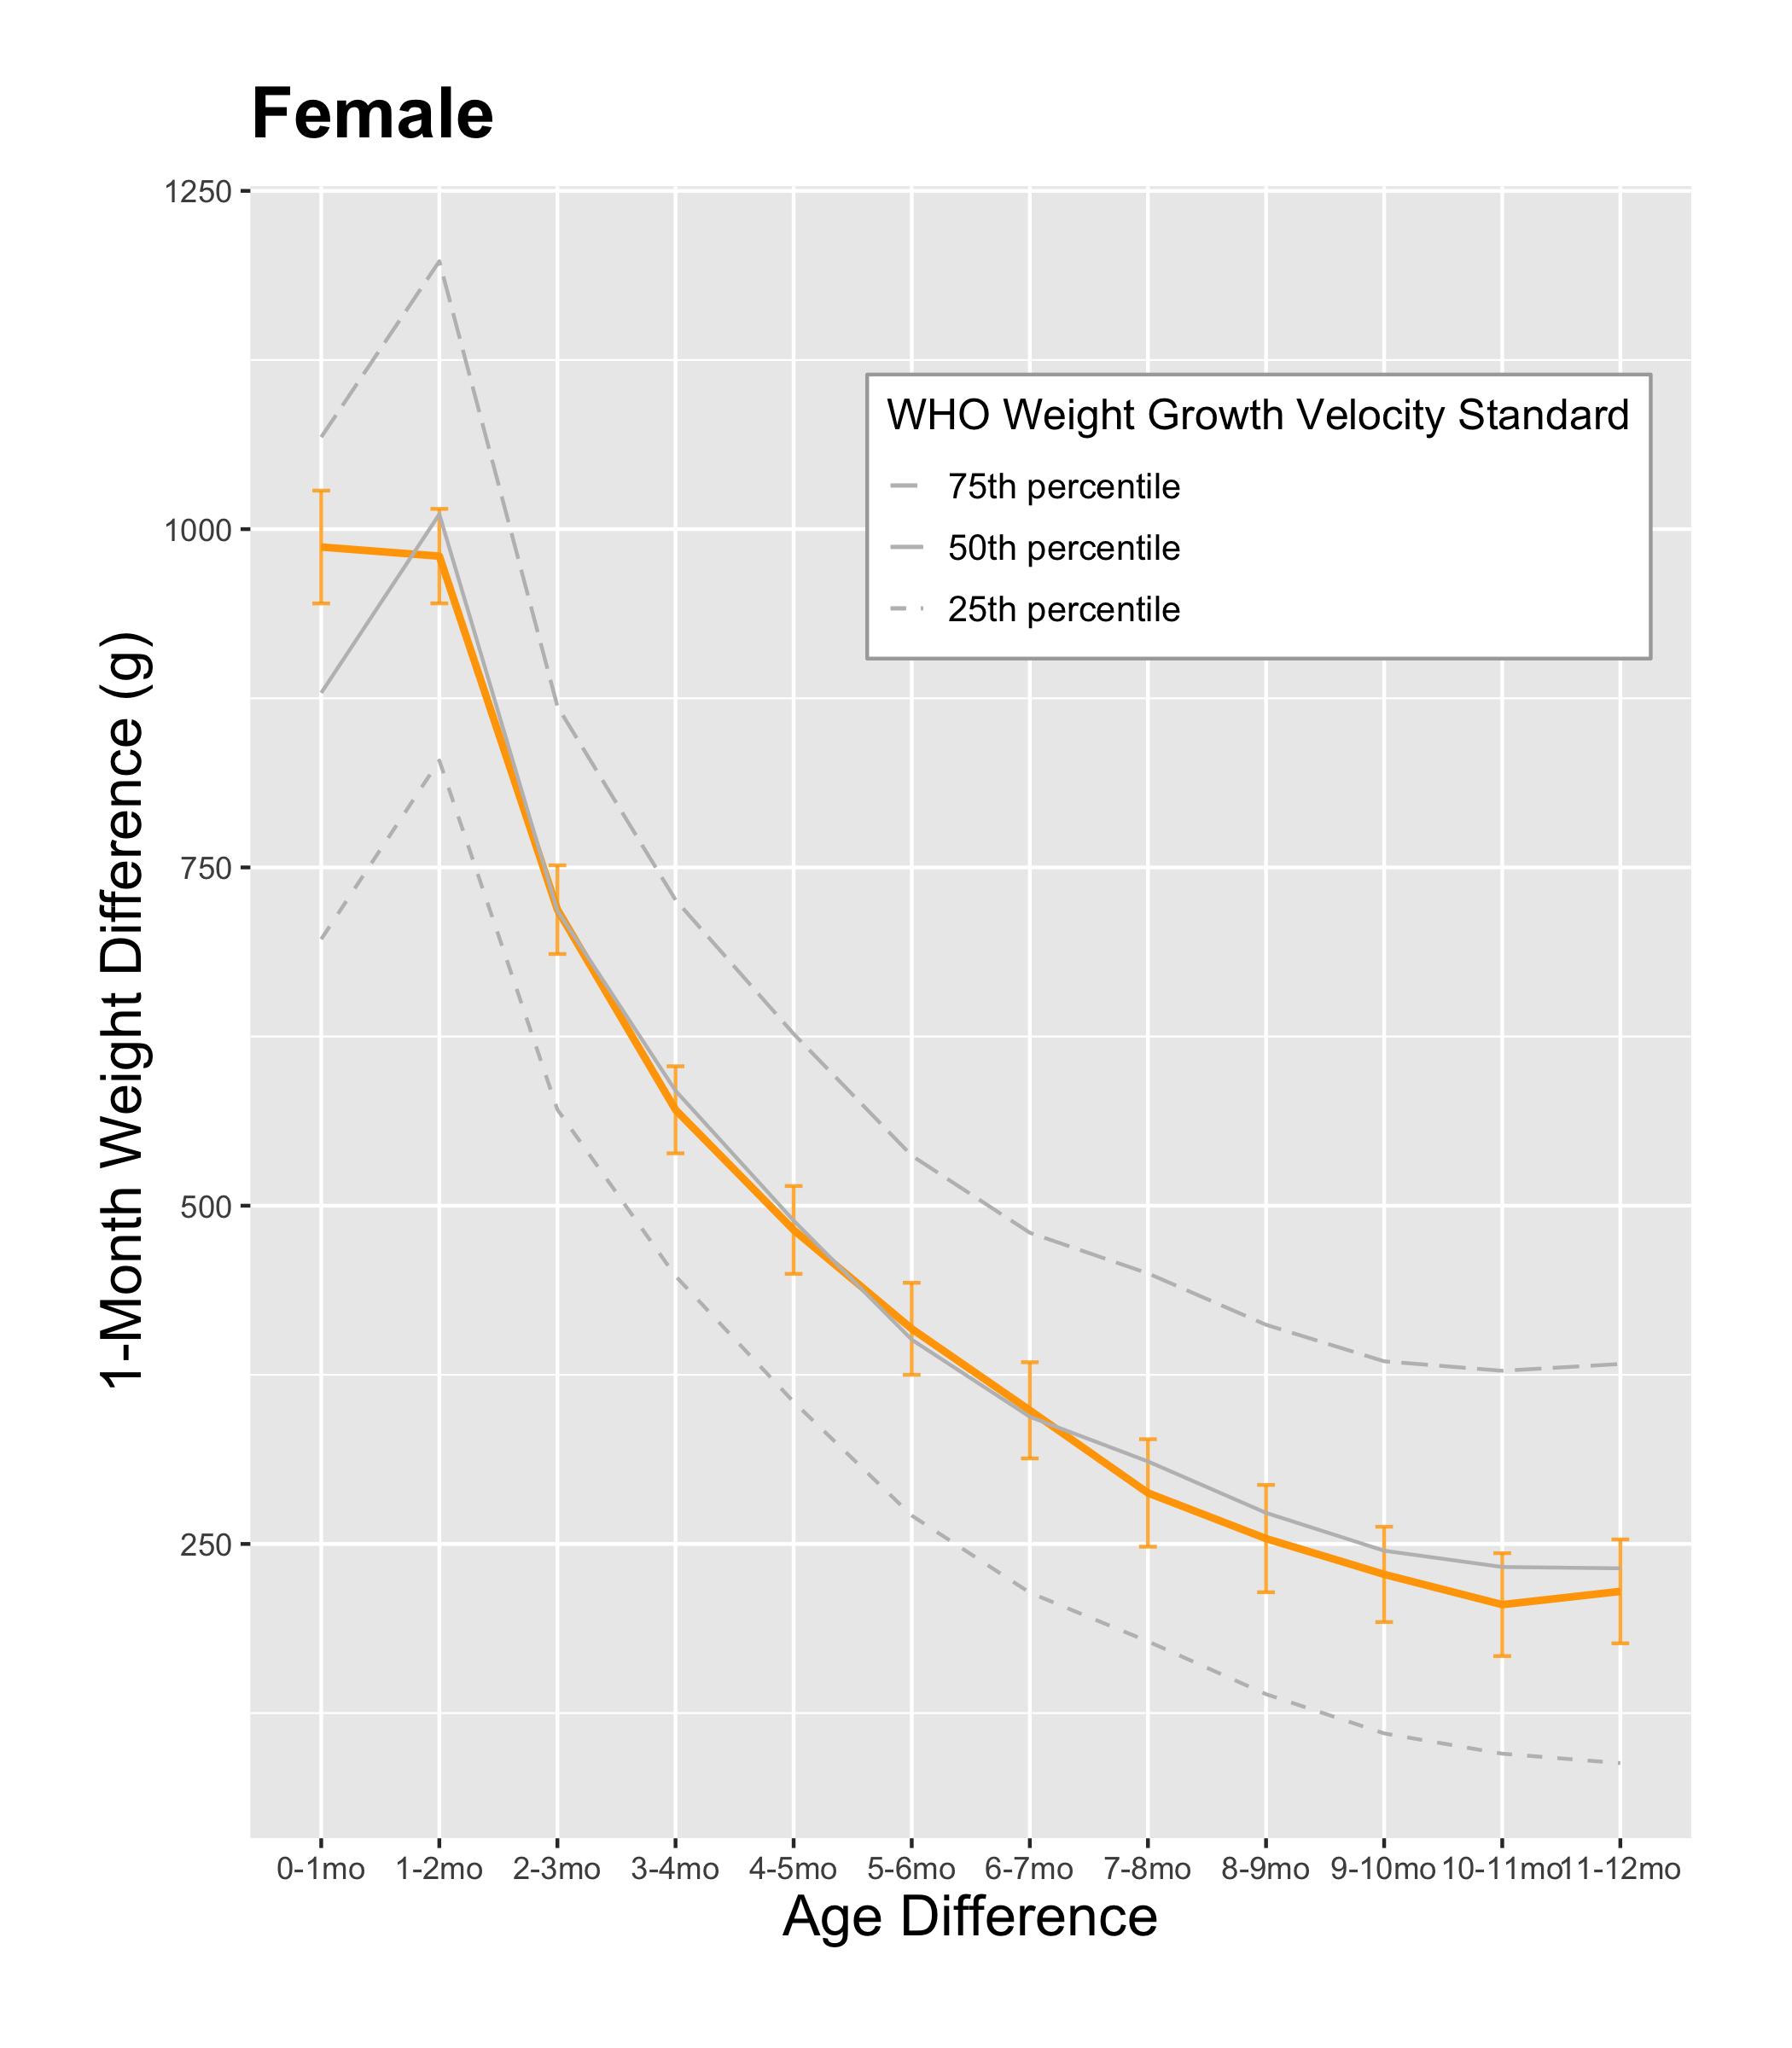 Female
1250
1000
750
500
250
1-Month Weight Difference (g)
WHO Weight Growth Velocity Standard
75th percentile
50th percentile
25th percentile
0-1mo 1-2mo 2-3mo 3-4mo 4-5mo 5-6mo 6-7mo 7-8mo 8-9mo 9-10mo 10-11mo 11-12mo
Age Difference